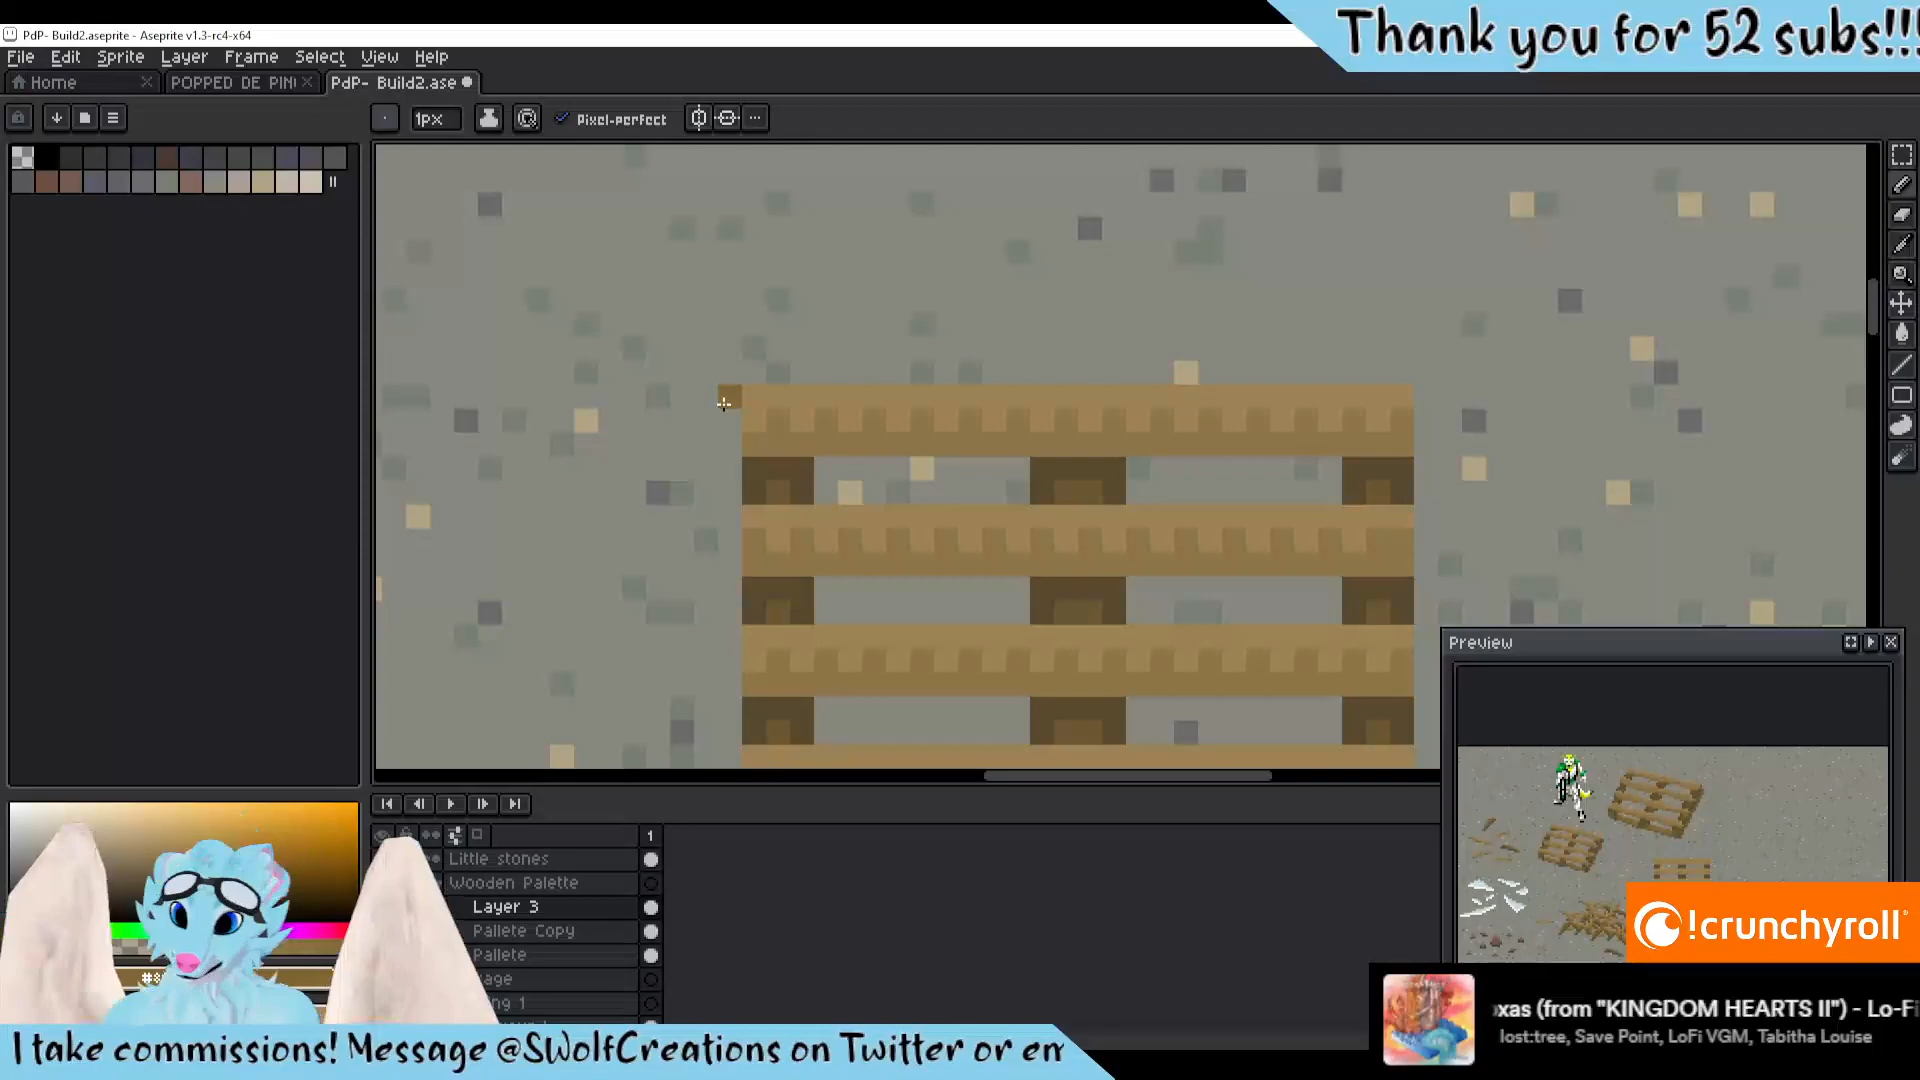 PdP- Build2.aseprite - Aseprite v1.3-rc4-x64
Thank you for 52 subs!!!
File Edit Sprite Layer Frame Select View Help
Home POPPED DE PIN PdP- Build2.ase
1px Pixel-perfect
Preview
1
Little stones
Wooden Palette
Layer 3
Pallete Copy
Pallete
!crunchyroll
I take commissions! Message @SWolfCreations on Twitter or em
oxas (from "KINGDOM HEARTS II") - Lo-Fi
lost:tree, Save Point, LoFi VGM, Tabitha Louise